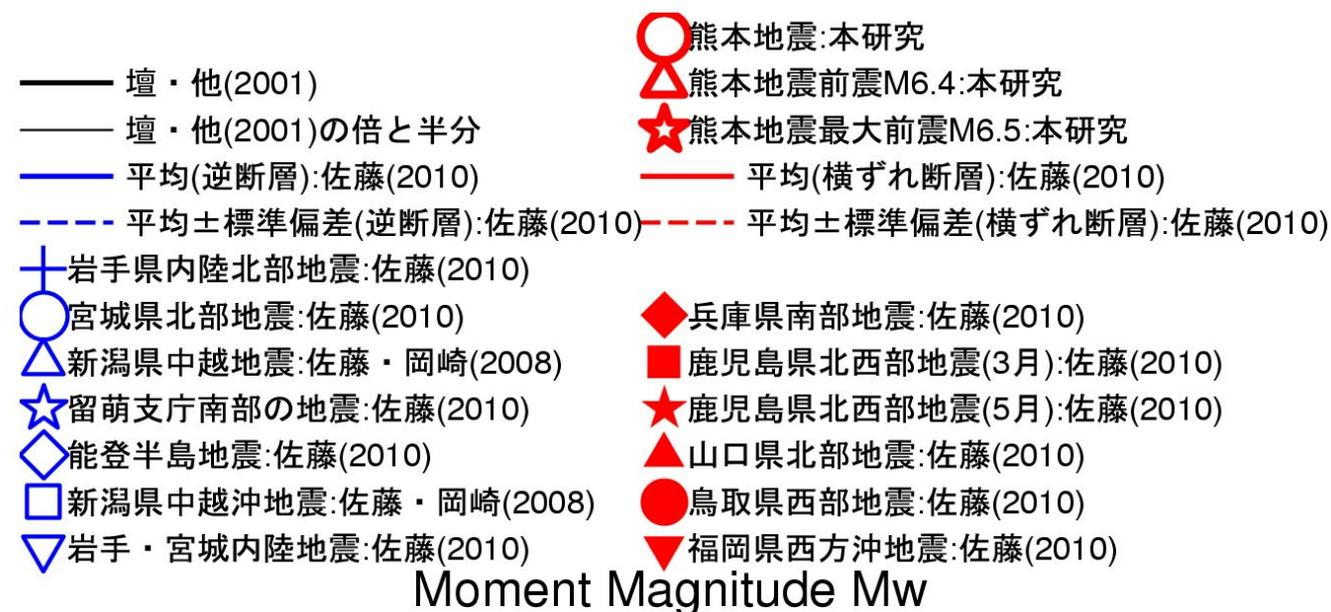 熊本地震:本研究
壇・他(2001)
熊本地震前震M6.4:本研究
壇・他(2001)の倍と半分
熊本地震最大前震M6.5:本研究
平均(逆断層):佐藤(2010)
平均(横ずれ断層):佐藤(2010)
平均±標準偏差(逆断層):佐藤(2010)
平均±標準偏差(横ずれ断層):佐藤(2010)
岩手県内陸北部地震:佐藤(2010)
宮城県北部地震:佐藤(2010)
兵庫県南部地震:佐藤(2010)
新潟県中越地震:佐藤・岡崎(2008)
鹿児島県北西部地震(3月):佐藤(2010)
留萌支庁南部の地震:佐藤(2010)
鹿児島県北西部地震(5月):佐藤(2010)
能登半島地震:佐藤(2010)
山口県北部地震:佐藤(2010)
新潟県中越沖地震:佐藤・岡崎(2008)
鳥取県西部地震:佐藤(2010)
岩手・宮城内陸地震:佐藤(2010)
福岡県西方沖地震:佐藤(2010)
Moment Magnitude Mw